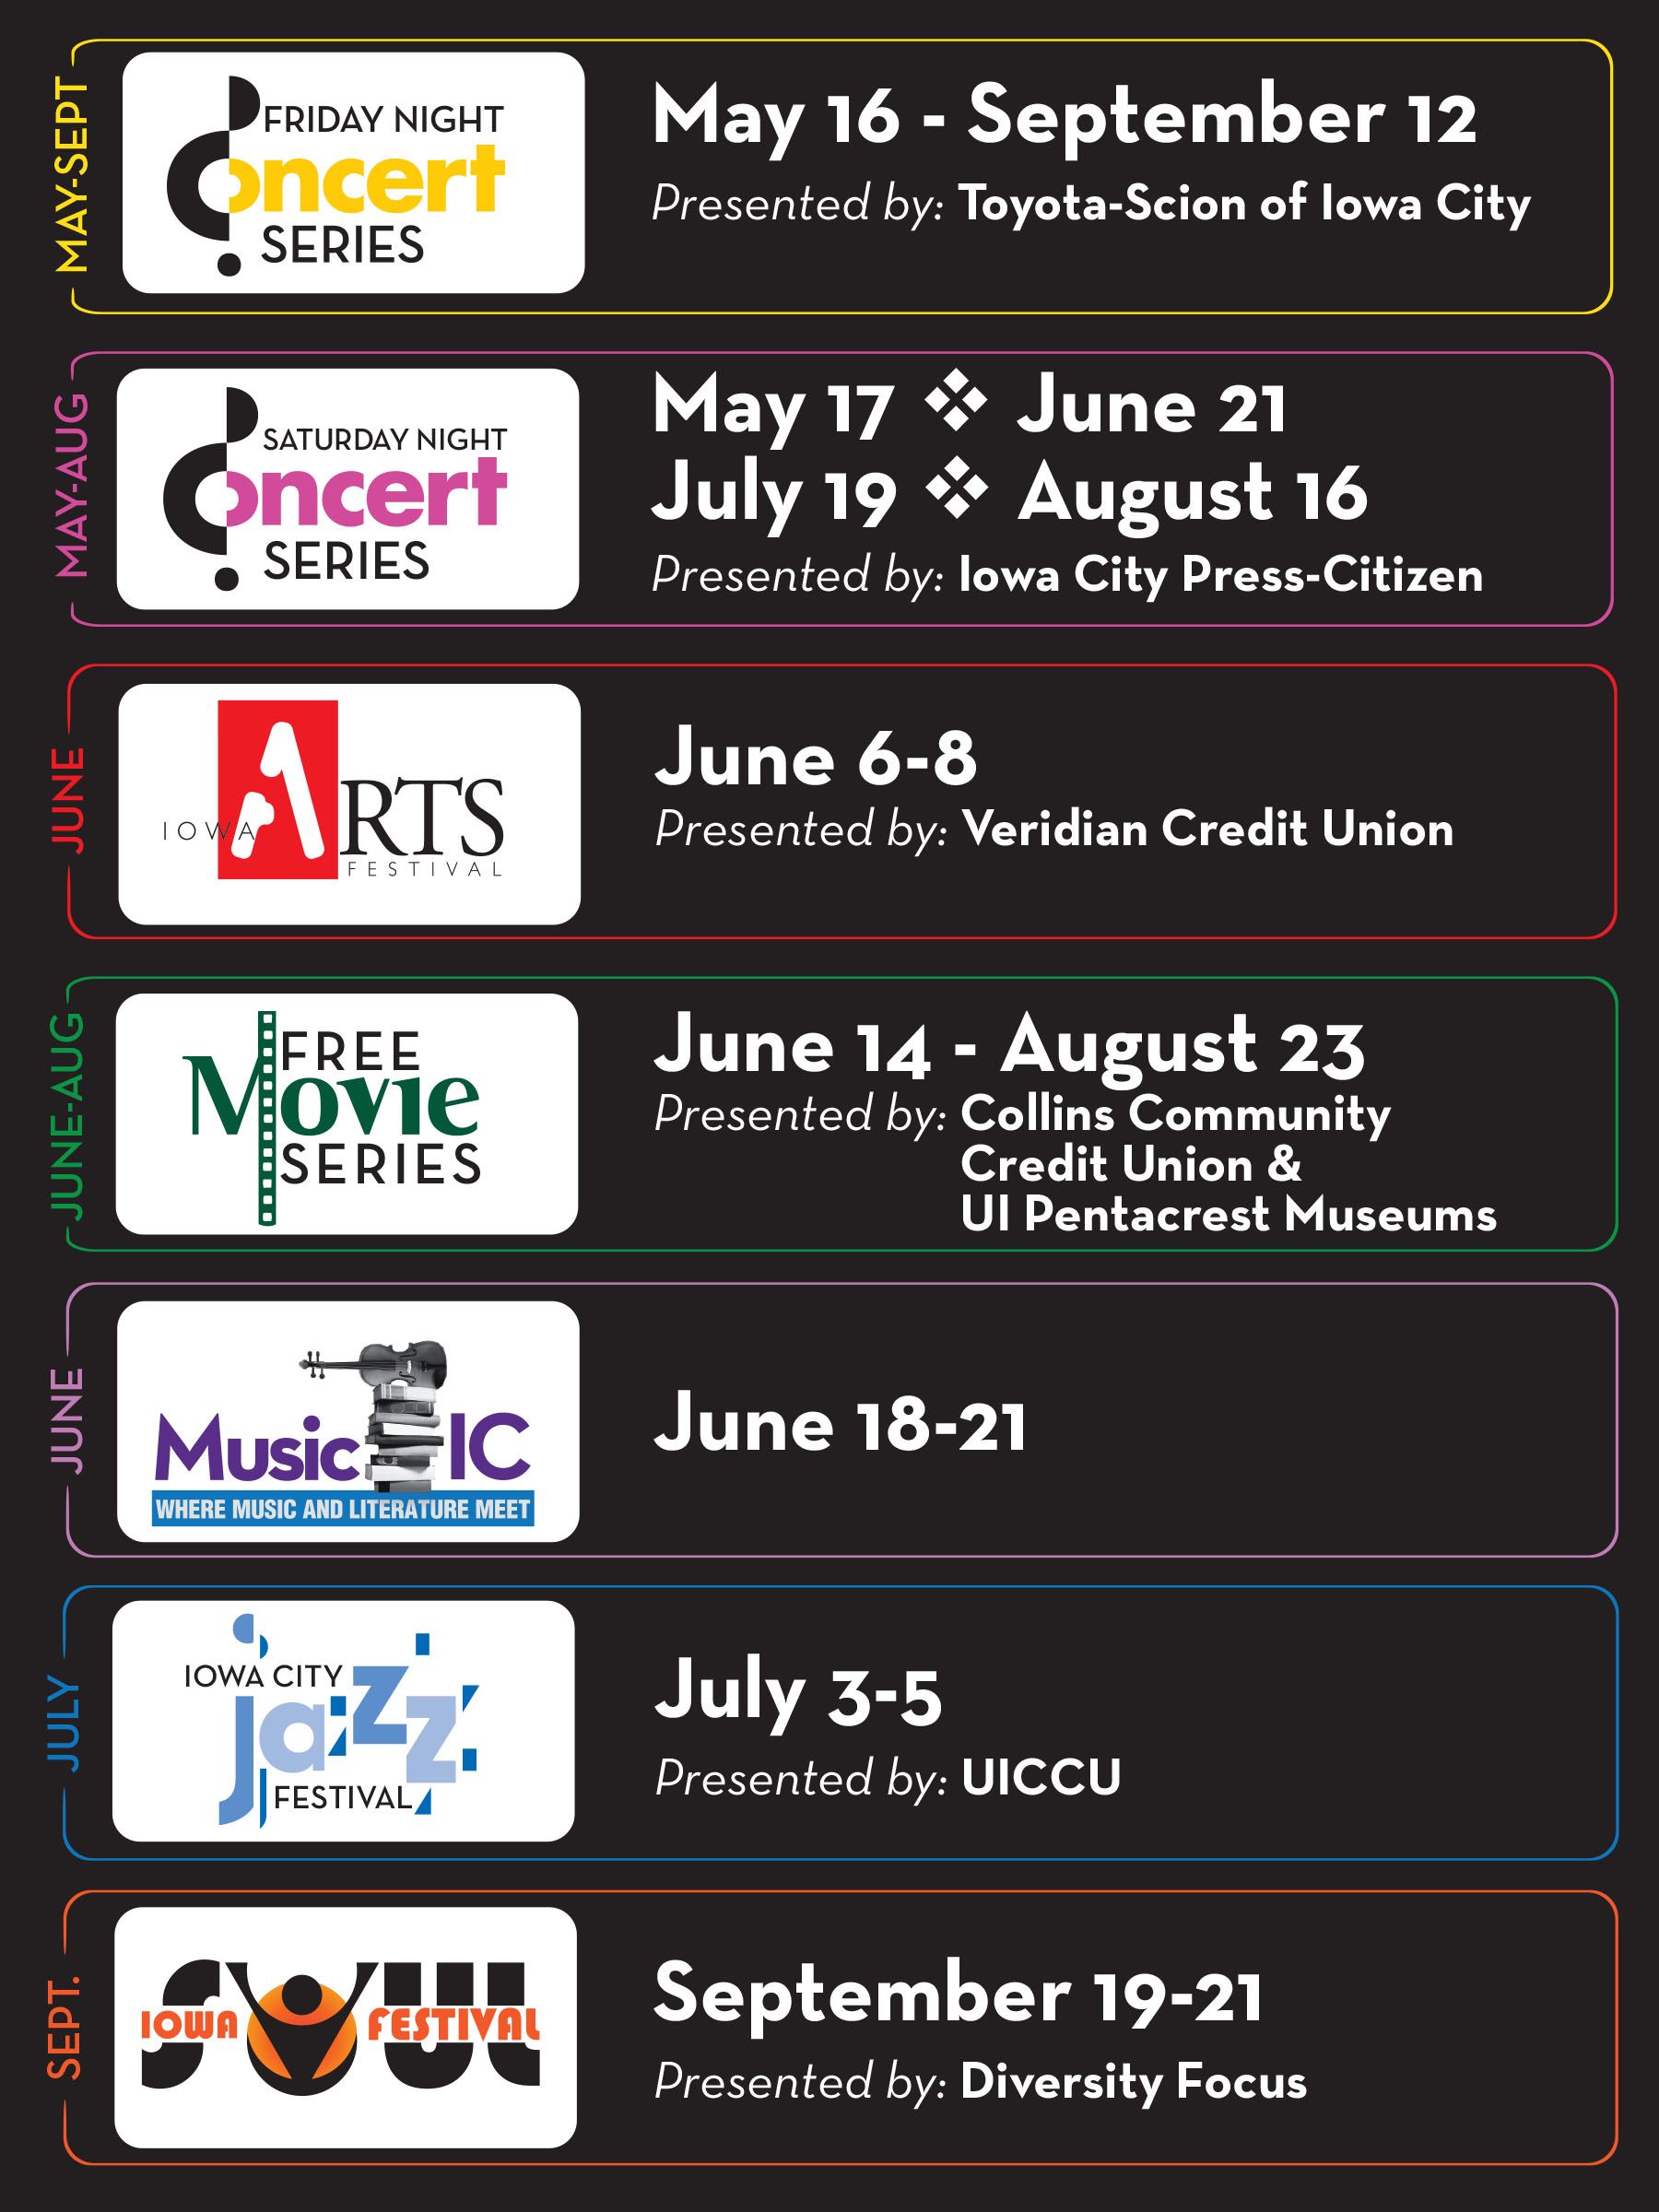 MAY-SEPT
FRIDAY NIGHT
Concert
SERIES
May 16 - September 12
Presented by: Toyota-Scion of Iowa City
MAY-AUG
SATURDAY NIGHT
Concert
SERIES
May 17 ❖ June 21
July 19 ❖ August 16
Presented by: Iowa City Press-Citizen
JUNE
IOWA ARTS
FESTIVAL
June 6-8
Presented by: Veridian Credit Union
JUNE-AUG
FREE
Movie
SERIES
June 14 - August 23
Presented by: Collins Community
Credit Union &
UI Pentacrest Museums
JUNE
Music IC
WHERE MUSIC AND LITERATURE MEET
June 18-21
JULY
IOWA CITY
jazz
FESTIVAL
July 3-5
Presented by: UICCU
SEPT.
IOWA SOUL FESTIVAL
September 19-21
Presented by: Diversity Focus